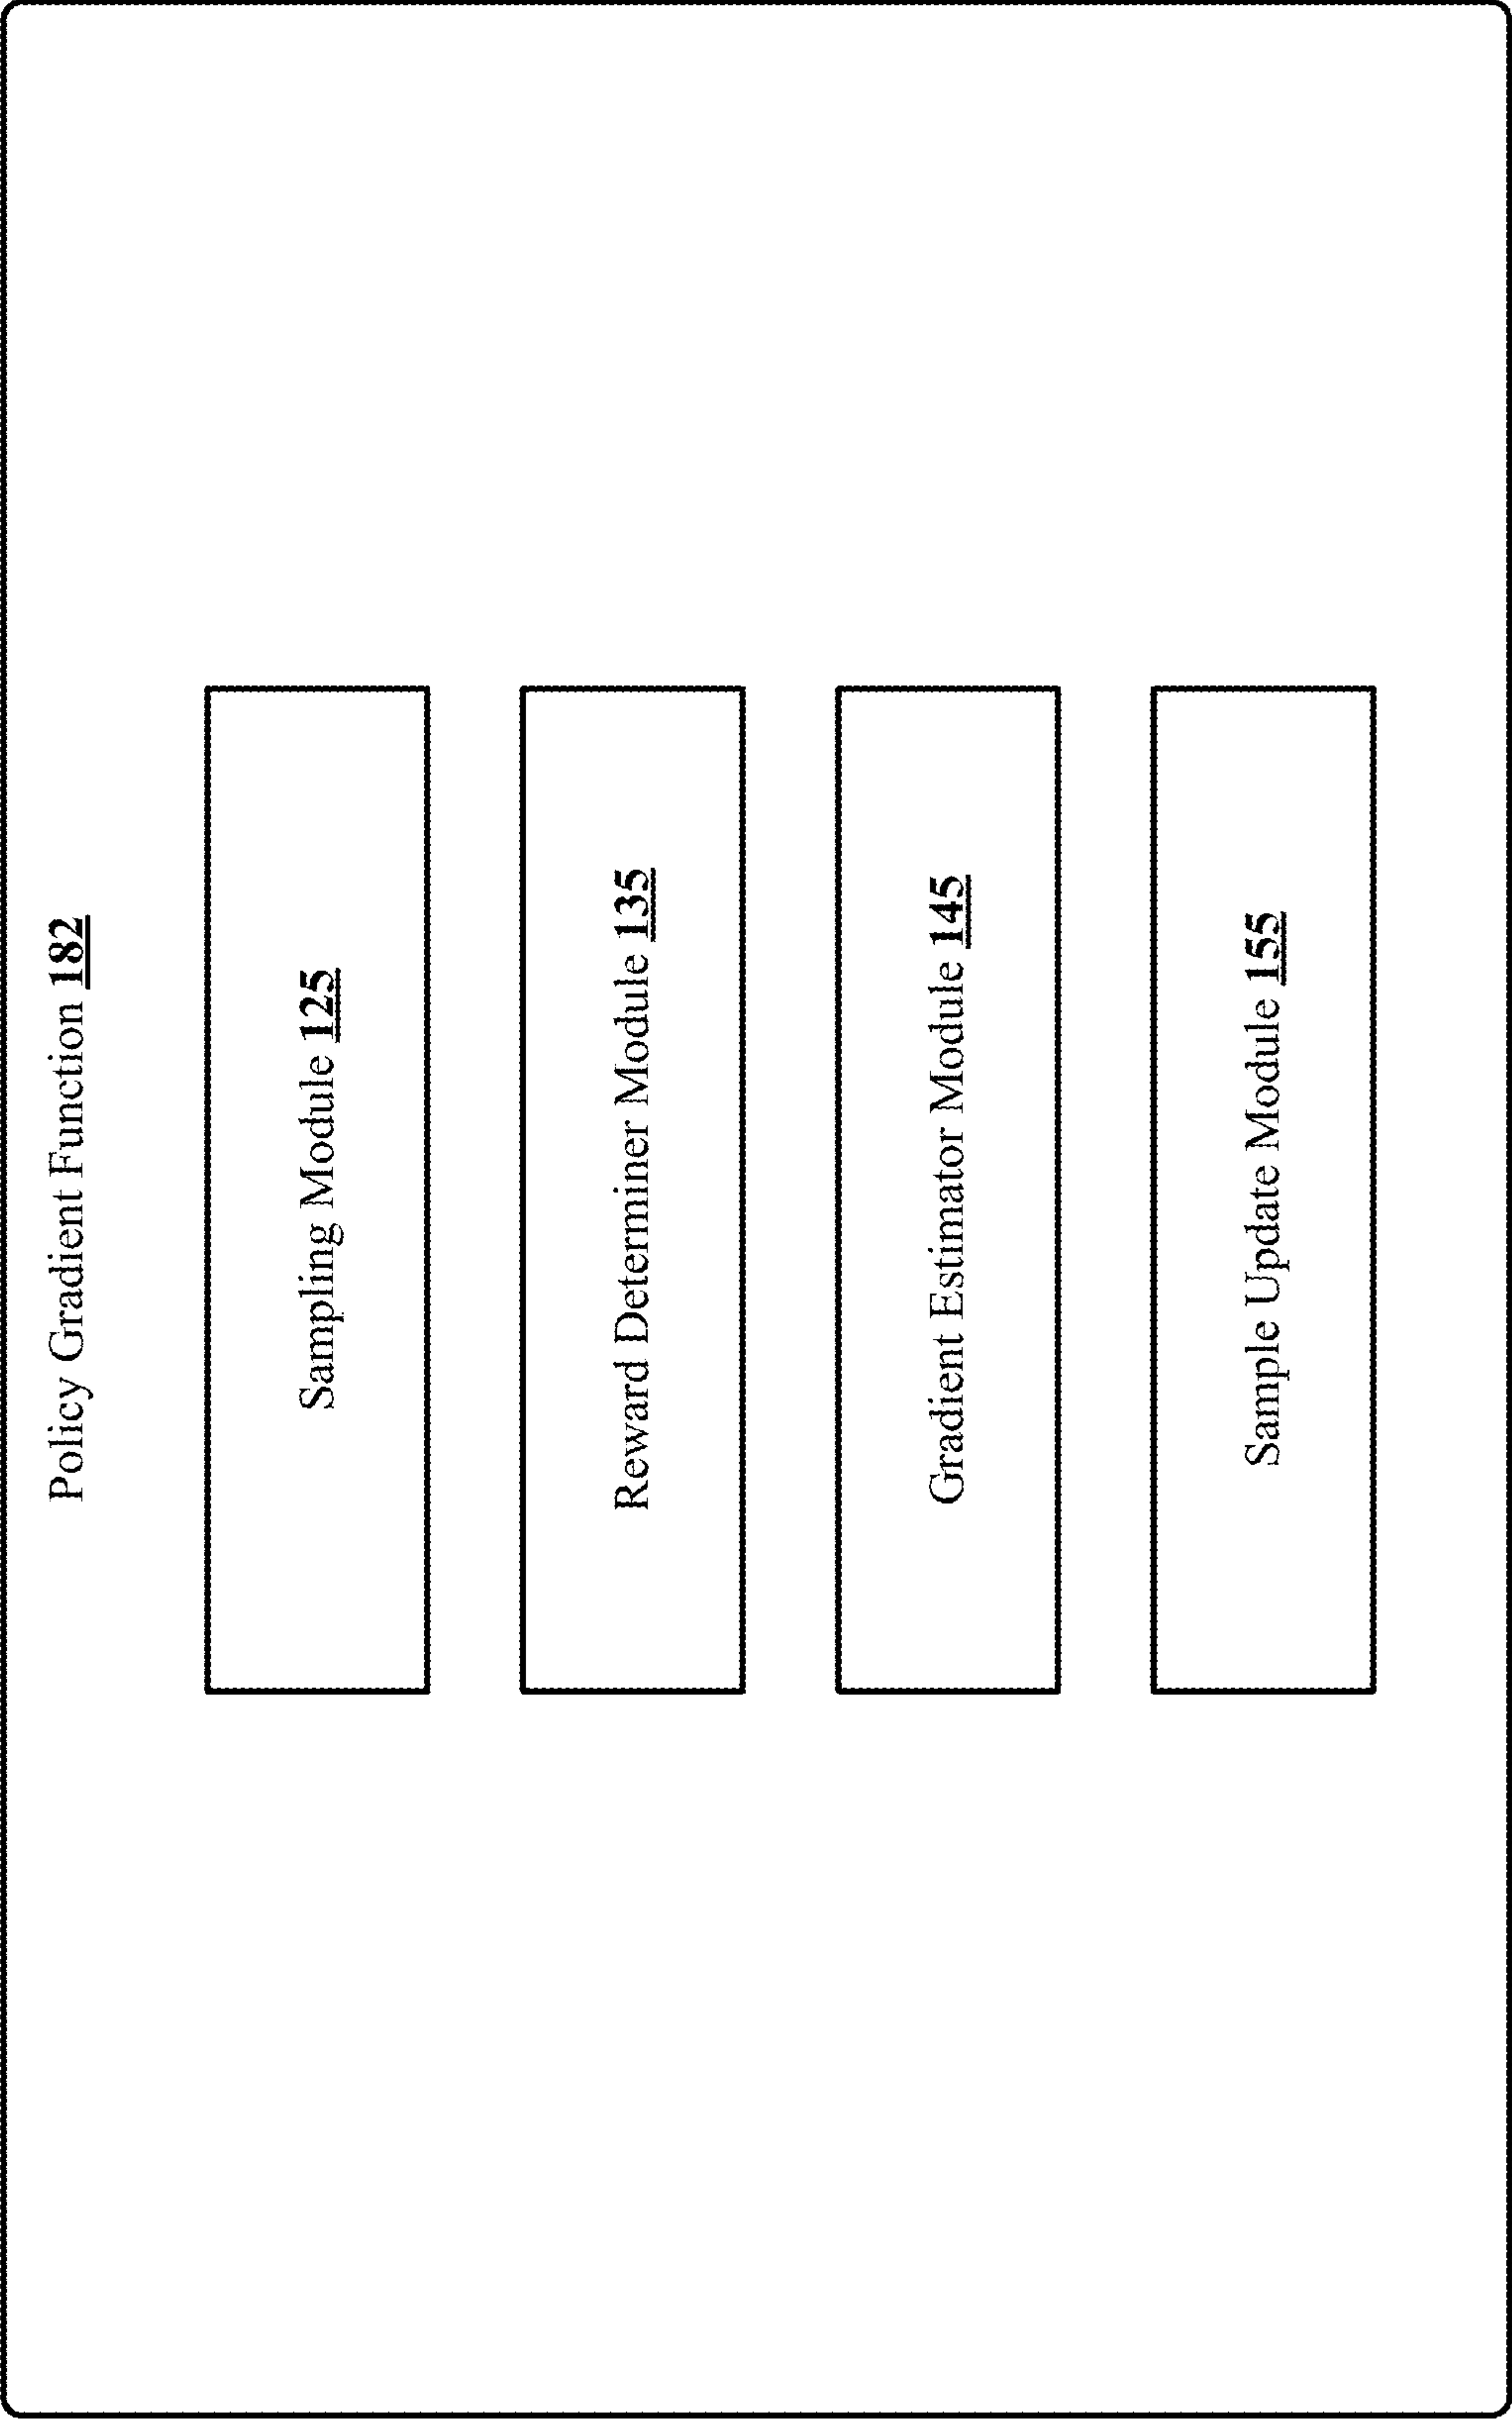 Policy Gradient Function 182
Sampling Module 125
Reward Determiner Module 135
Gradient Estimator Module 145
Sample Update Module 155